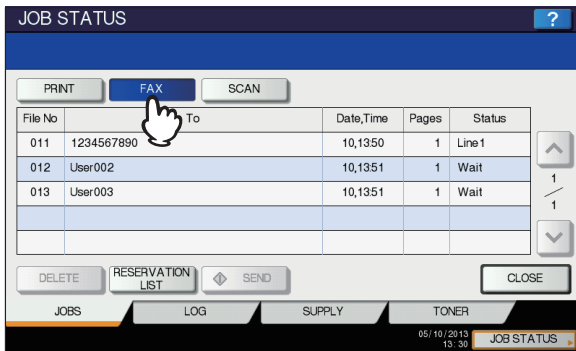 JOB STATUS ?
PRINT FAX SCAN
File No To Date,Time Pages Status
011 1234567890 10,13:50 1 Line1
012 User002 10,13:51 1 Wait
013 User003 10,13:51 1 Wait
1
1
DELETE RESERVATION LIST SEND CLOSE
JOBS LOG SUPPLY TONER
05/10/2013
13:30 JOB STATUS